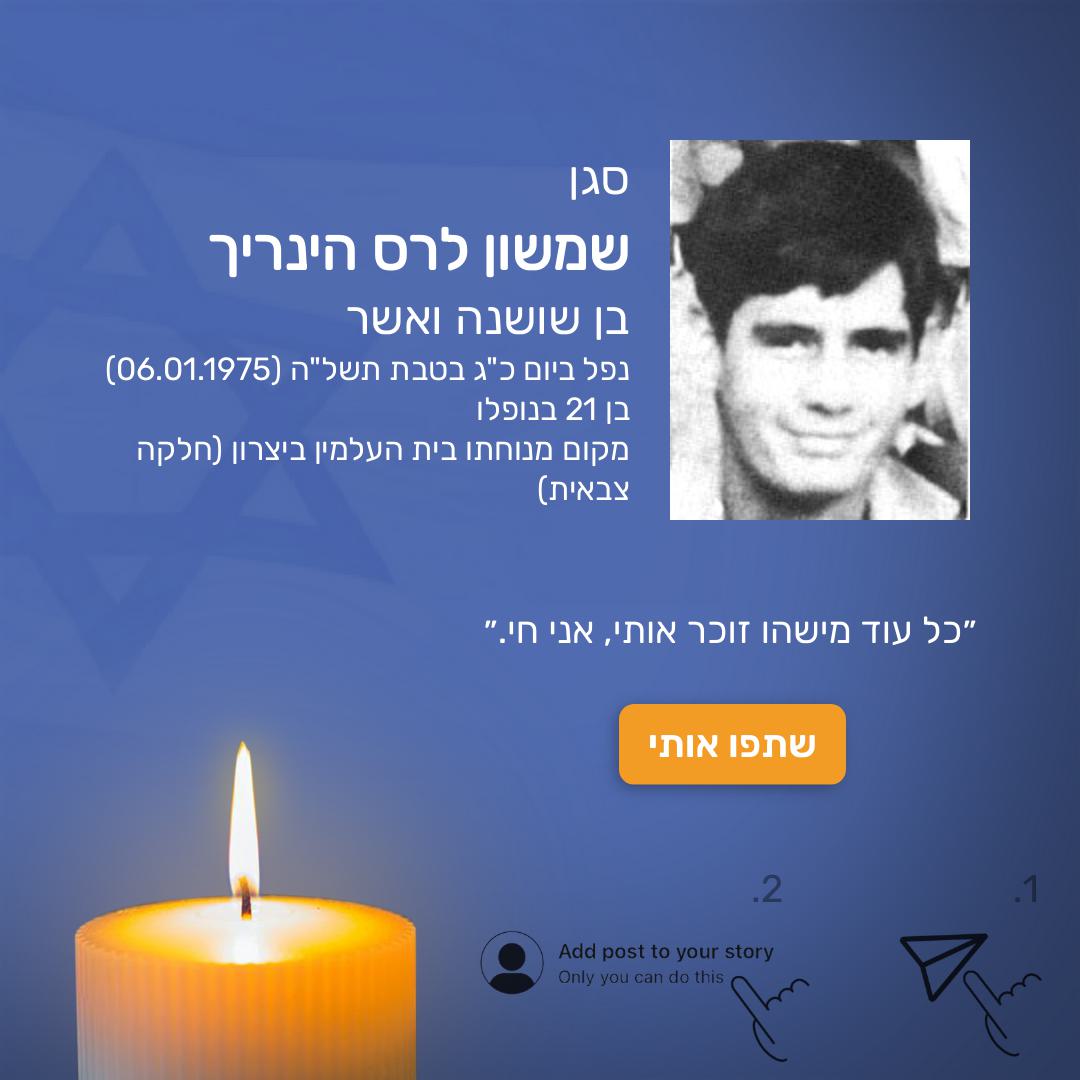 סגן
שמשון לרס הינריך
בן שושנה ואשר
נפל ביום כ"ג בטבת תשל"ה (06.01.1975)
בן 21 בנופלו
מקום מנוחתו בית העלמין ביצרון (חלקה
צבאית)
״כל עוד מישהו זוכר אותי, אני חי.״
שתפו אותי
1.
2.
Add post to your story
Only you can do this